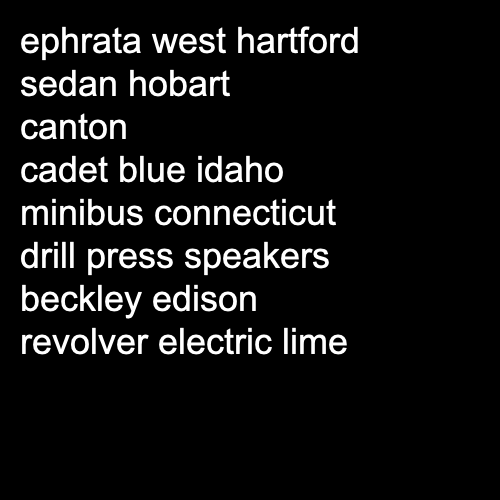 ephrata west hartford
sedan hobart
canton
cadet blue idaho
minibus connecticut
drill press speakers
beckley edison
revolver electric lime